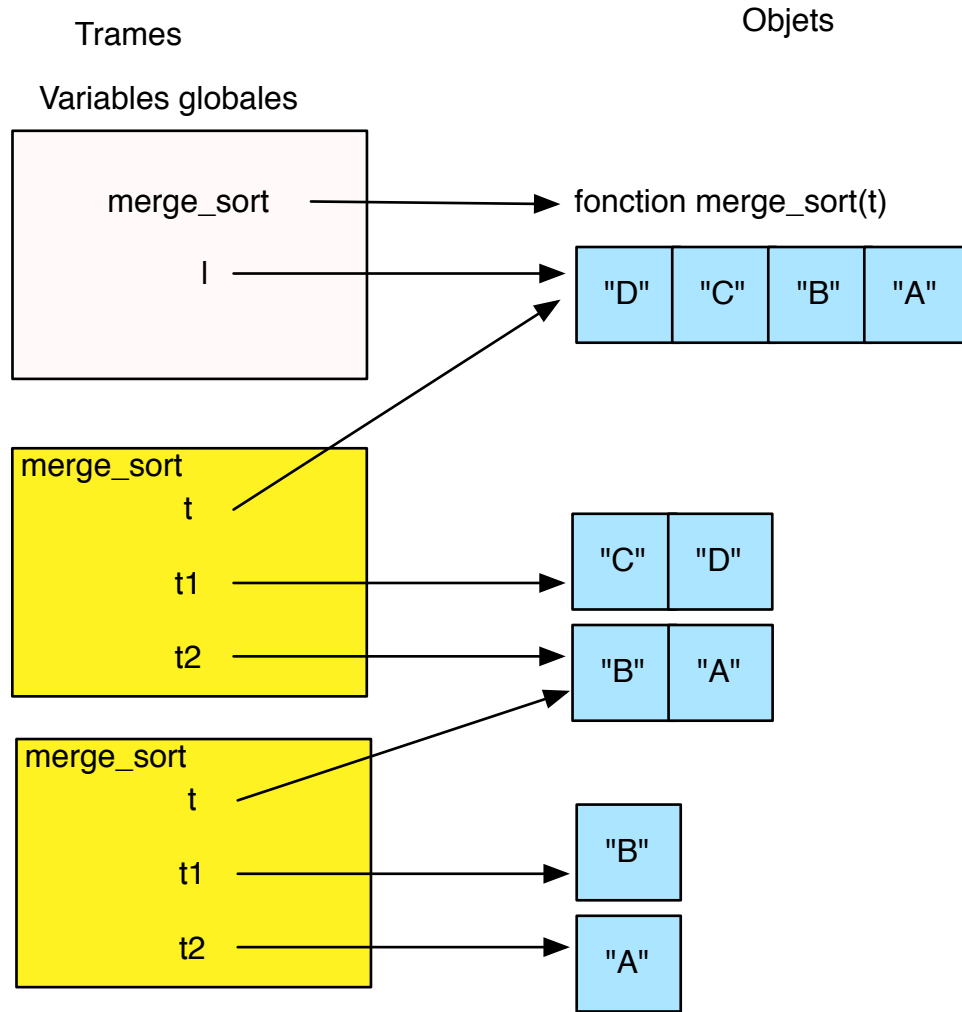 Trames
Objets
Variables globales
merge_sort
fonction merge_sort(t)
l
"D" "C" "B" "A"
merge_sort
t
t1
"C" "D"
t2
"B" "A"
merge_sort
t
t1
"B"
t2
"A"